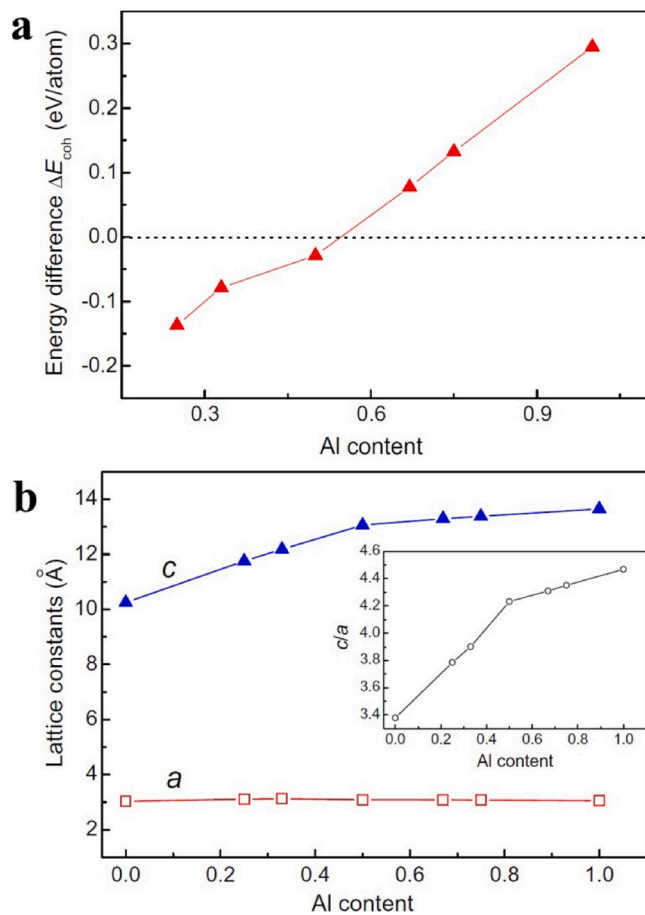 a
Energy difference ΔE_coh (eV/atom)
0.3
0.2
0.1
0.0
-0.1
-0.2
0.3 0.6 0.9
Al content
b
Lattice constants (Å)
14
12
10
8
6
4
2
c
a
0.0 0.2 0.4 0.6 0.8 1.0
Al content
c/a
4.6
4.4
4.2
4.0
3.8
3.6
3.4
0.0 0.2 0.4 0.6 0.8 1.0
Al content